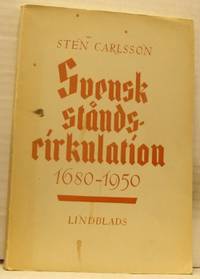 STEN CARLSSON
Svensk
stånds-
cirkulation
1680-1950
LINDBLADS